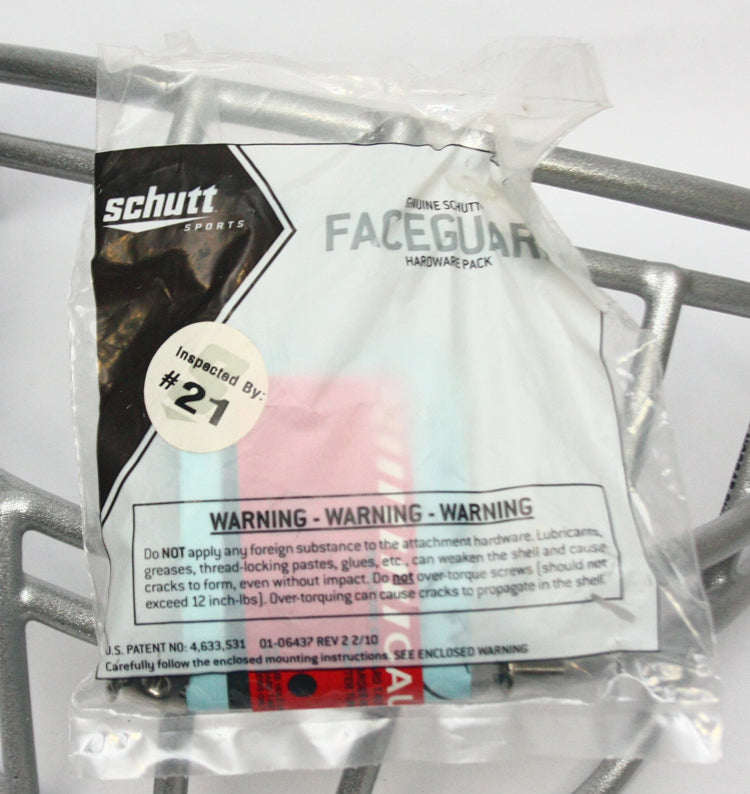 schutt
SPORTS
GENUINE SCHUTT
FACEGUAR
HARDWARE PACK
Inspected By:
#21
WARNING - WARNING - WARNING
Do NOT apply any foreign substance to the attachment hardware. Lubricants,
greases, thread-locking pastes, glues, etc., can weaken the shell and cause
cracks to form, even without impact. Do not over-torque screws (should not
exceed 12 inch-lbs). Over-torquing can cause cracks to propagate in the shell.
U.S. PATENT NO: 4,633,531 01-06437 REV 2 2/10
Carefully follow the enclosed mounting instructions. SEE ENCLOSED WARNING